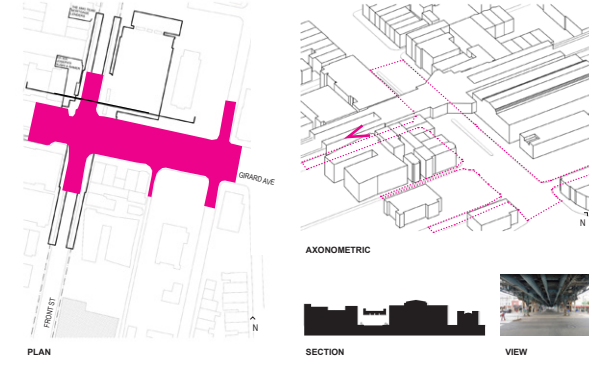 GIRARD AVE
FRONT ST
N
PLAN
N
AXONOMETRIC
SECTION
VIEW